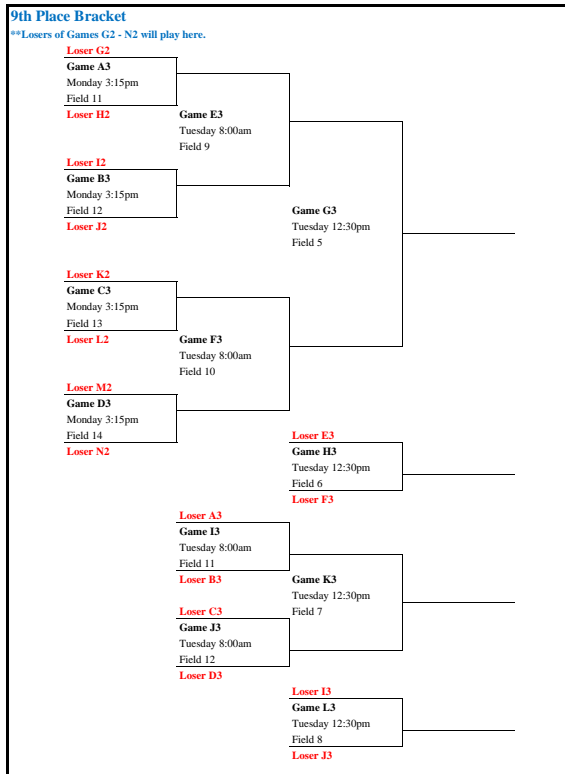 9th Place Bracket
**Losers of Games G2 - N2 will play here.
Loser G2
Game A3
Monday 3:15pm
Field 11
Loser H2
Game E3
Tuesday 8:00am
Field 9
Loser I2
Game B3
Monday 3:15pm
Field 12
Loser J2
Game G3
Tuesday 12:30pm
Field 5
Loser K2
Game C3
Monday 3:15pm
Field 13
Loser L2
Game F3
Tuesday 8:00am
Field 10
Loser M2
Game D3
Monday 3:15pm
Field 14
Loser N2
Loser E3
Game H3
Tuesday 12:30pm
Field 6
Loser F3
Loser A3
Game I3
Tuesday 8:00am
Field 11
Loser B3
Game K3
Tuesday 12:30pm
Field 7
Loser C3
Game J3
Tuesday 8:00am
Field 12
Loser D3
Loser I3
Game L3
Tuesday 12:30pm
Field 8
Loser J3